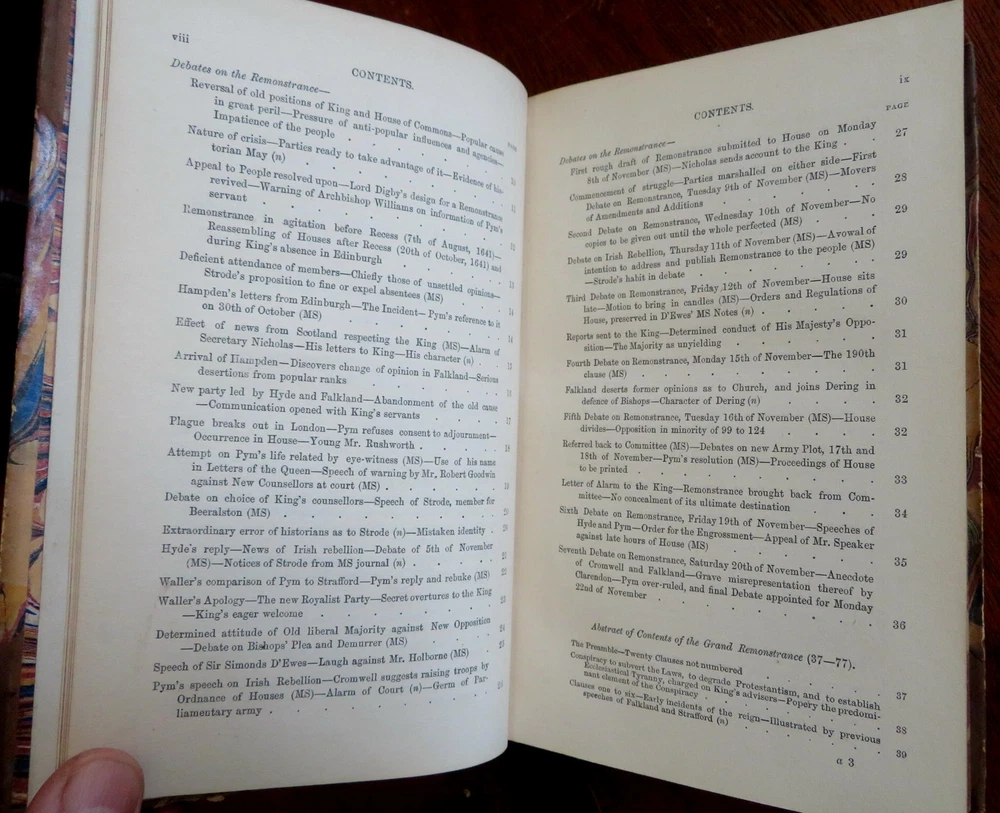 viii
CONTENTS.
Debates on the Remonstrance—
Reversal of old positions of King and House of Commons—Popular cause
in great peril—Pressure of anti-popular influences and agencies—
Impatience of the people
Nature of crisis—Parties ready to take advantage of it—Evidence of his-
torian May (n)
Appeal to People resolved upon—Lord Digby's design for a Remonstrance
revived—Warning of Archbishop Williams on information of Pym's
servant
Remonstrance in agitation before Recess (7th of August, 1641)—
Reassembling of Houses after Recess (20th of October, 1641) and
during King's absence in Edinburgh
Deficient attendance of members—Chiefly those of unsettled opinions—
Strode's proposition to fine or expel absentees (MS)
Hampden's letters from Edinburgh—The Incident—Pym's reference to it
on 30th of October (MS) 14
Effect of news from Scotland respecting the King (MS)—Alarm of
Secretary Nicholas—His letters to King—His character (n)
Arrival of Hampden—Discovers change of opinion in Falkland—Serious
desertions from popular ranks
New party led by Hyde and Falkland—Abandonment of the old cause
—Communication opened with King's servants 17
Plague breaks out in London—Pym refuses consent to adjournment—
Occurrence in House—Young Mr. Rushworth 18
Attempt on Pym's life related by eye-witness (MS)—Use of his name
in Letters of the Queen—Speech of warning by Mr. Robert Goodwin
against New Counsellors at court (MS) 19
Debate on choice of King's counsellors—Speech of Strode, member for
Beeralston (MS)
Extraordinary error of historians as to Strode (n)—Mistaken identity 20
Hyde's reply—News of Irish rebellion—Debate of 5th of November
(MS)—Notices of Strode from MS journal (n) 21
Waller's comparison of Pym to Strafford—Pym's reply and rebuke (MS) 22
Waller's Apology—The new Royalist Party—Secret overtures to the King
—King's eager welcome 23
Determined attitude of Old liberal Majority against New Opposition
—Debate on Bishops' Plea and Demurrer (MS) 24
Speech of Sir Simonds D'Ewes—Laugh against Mr. Holborne (MS) 25
Pym's speech on Irish Rebellion—Cromwell suggests raising troops by
Ordnance of Houses (MS)—Alarm of Court (n)—Germ of Par-
liamentary army 26
ix
CONTENTS.
PAGE
Debates on the Remonstrance—
First rough draft of Remonstrance submitted to House on Monday
8th of November (MS)—Nicholas sends account to the King 27
Commencement of struggle—Parties marshalled on either side—First
Debate on Remonstrance, Tuesday 9th of November (MS)—Movers
of Amendments and Additions 28
Second Debate on Remonstrance, Wednesday 10th of November—No
copies to be given out until the whole perfected (MS) 29
Debate on Irish Rebellion, Thursday 11th of November (MS)—Avowal of
intention to address and publish Remonstrance to the people (MS)
—Strode's habit in debate 29
Third Debate on Remonstrance, Friday 12th of November—House sits
late—Motion to bring in candles (MS)—Orders and Regulations of
House, preserved in D'Ewes' MS Notes (n) 30
Reports sent to the King—Determined conduct of His Majesty's Oppo-
sition—The Majority as unyielding 31
Fourth Debate on Remonstrance, Monday 15th of November—The 190th
clause (MS) 31
Falkland deserts former opinions as to Church, and joins Dering in
defence of Bishops—Character of Dering (n) 32
Fifth Debate on Remonstrance, Tuesday 16th of November (MS)—House
divides—Opposition in minority of 99 to 124 32
Referred back to Committee (MS)—Debates on new Army Plot, 17th and
18th of November—Pym's resolution (MS)—Proceedings of House
to be printed 33
Letter of Alarm to the King—Remonstrance brought back from Com-
mittee—No concealment of its ultimate destination 34
Sixth Debate on Remonstrance, Friday 19th of November—Speeches of
Hyde and Pym—Order for the Engrossment—Appeal of Mr. Speaker
against late hours of House (MS) 35
Seventh Debate on Remonstrance, Saturday 20th of November—Anecdote
of Cromwell and Falkland—Grave misrepresentation thereof by
Clarendon—Pym over-ruled, and final Debate appointed for Monday
22nd of November 36
Abstract of Contents of the Grand Remonstrance (37—77).
The Preamble—Twenty Clauses not numbered 37
Conspiracy to subvert the Laws, to degrade Protestantism, and to establish
Ecclesiastical Tyranny, charged on King's advisers—Popery the predomi-
nant element of the Conspiracy 38
Clauses one to six—Early incidents of the reign—Illustrated by previous
speeches of Falkland and Strafford (n) 39
a 3